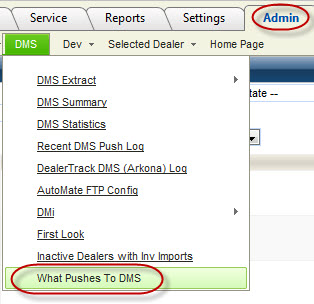 Service Reports Settings Admin
DMS Dev Selected Dealer Home Page
DMS Extract
tate --
DMS Summary
DMS Statistics
Recent DMS Push Log
DealerTrack DMS (Arkona) Log
AutoMate FTP Config
DMi
First Look
Inactive Dealers with Inv Imports
What Pushes To DMS